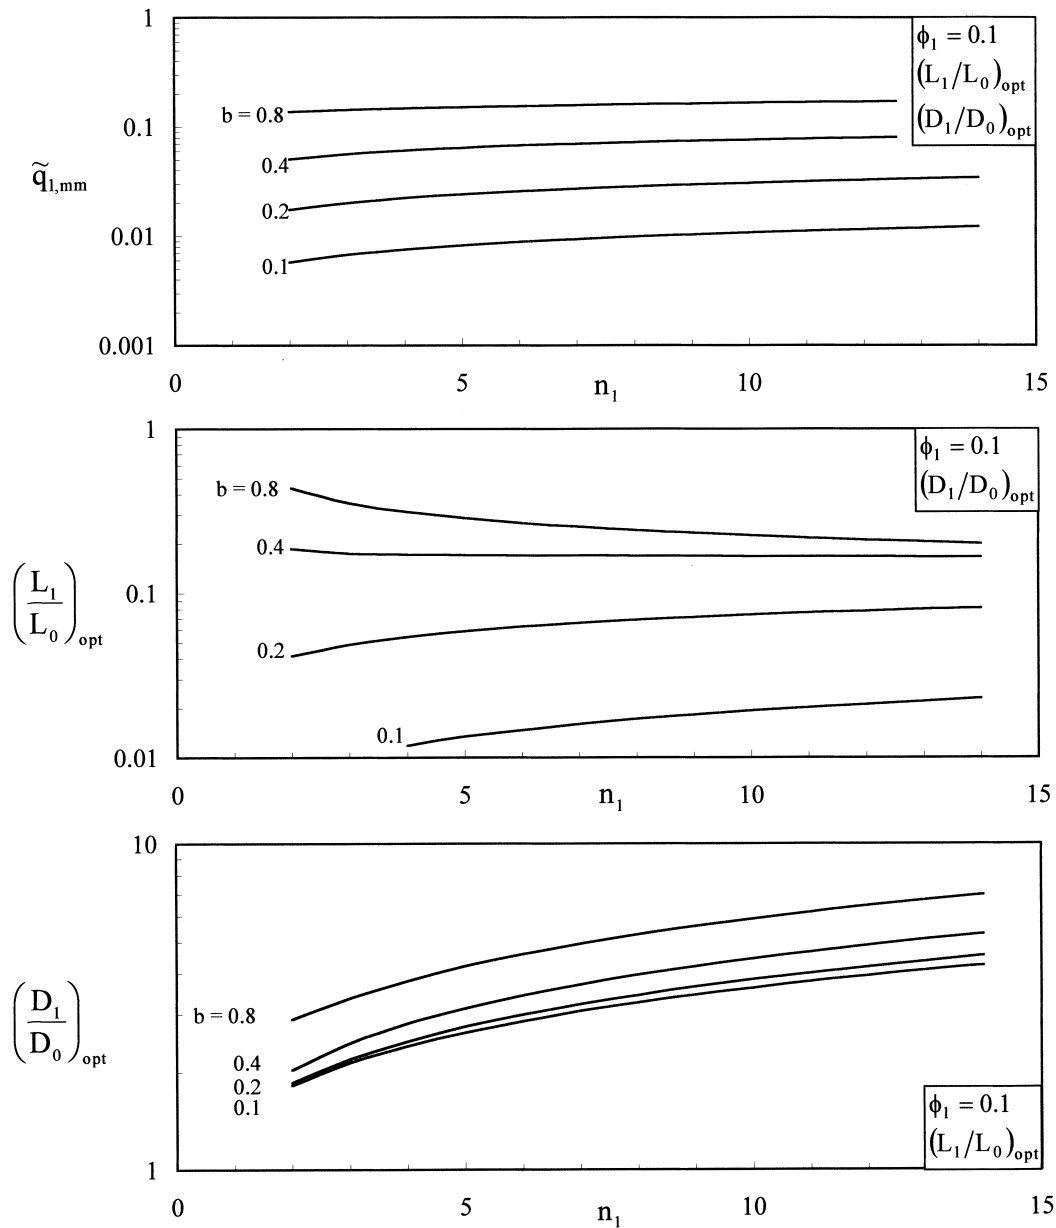 1
ϕ₁ = 0.1
(L₁/L₀)opt
(D₁/D₀)opt
b = 0.8
0.1
0.4
q̃₁,mm
0.2
0.01
0.1
0.001
0 5 n₁ 10 15
1
ϕ₁ = 0.1
(D₁/D₀)opt
b = 0.8
0.4
(L₁/L₀)opt
0.1
0.2
0.1
0.01
0 5 n₁ 10 15
10
(D₁/D₀)opt
b = 0.8
0.4
0.2
0.1
ϕ₁ = 0.1
(L₁/L₀)opt
1
0 5 n₁ 10 15